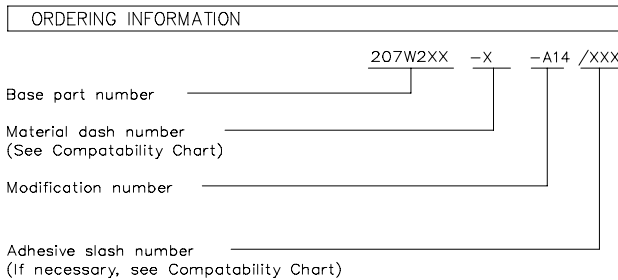 ORDERING INFORMATION
207W2XX -X -A14 /XXX
Base part number
Material dash number
(See Compatability Chart)
Modification number
Adhesive slash number
(If necessary, see Compatability Chart)